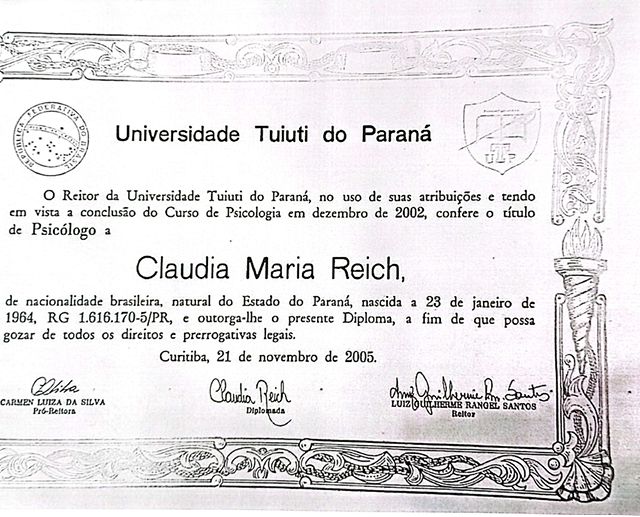 REPÚBLICA FEDERATIVA DO BRASIL
Universidade Tuiuti do Paraná
UTP
O Reitor da Universidade Tuiuti do Paraná, no uso de suas atribuições e tendo
em vista a conclusão do Curso de Psicologia em dezembro de 2002, confere o título
de Psicólogo a
Claudia Maria Reich,
de nacionalidade brasileira, natural do Estado do Paraná, nascida a 23 de janeiro de
1964, RG 1.616.170-5/PR, e outorga-lhe o presente Diploma, a fim de que possa
gozar de todos os direitos e prerrogativas legais.
Curitiba, 21 de novembro de 2005.
Claudia Reich
CARMEN LUIZA DA SILVA
Pró-Reitora
Diplomada
LUIZ GUILHERME RANGEL SANTOS
Reitor